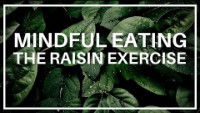 MINDFUL EATING
THE RAISIN EXERCISE